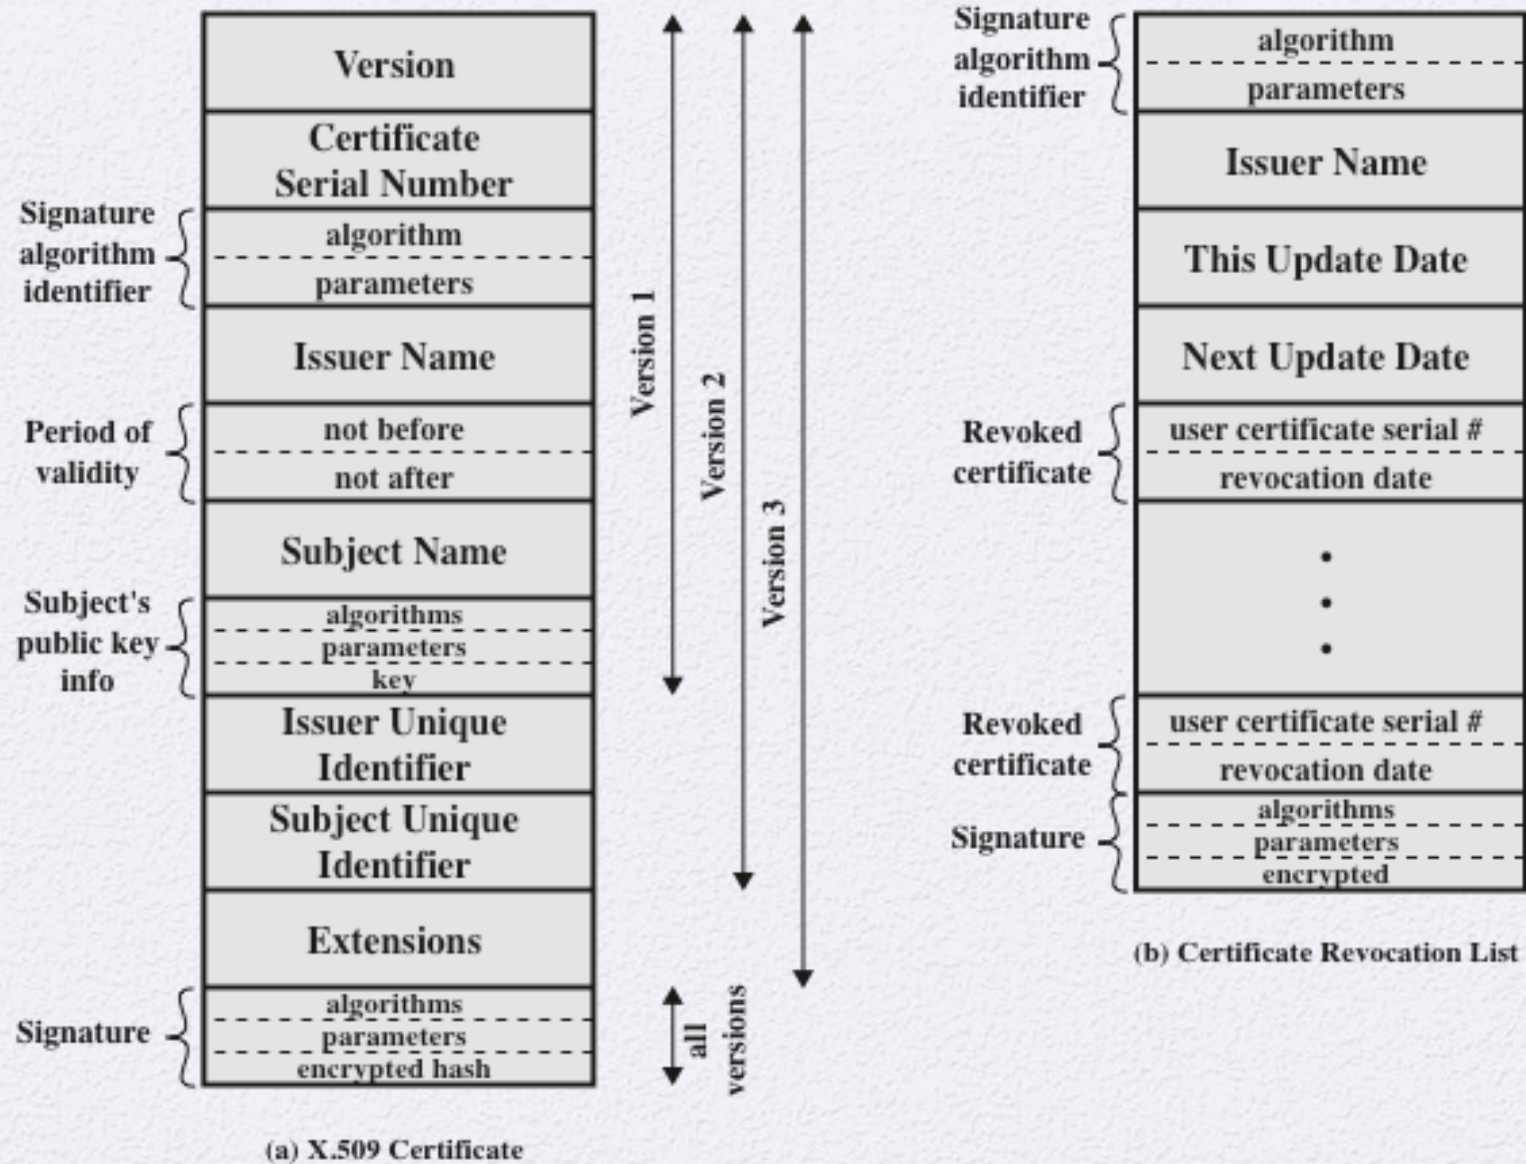 Version
Certificate
Serial Number
Signature
algorithm
identifier
algorithm
parameters
Issuer Name
Period of
validity
not before
not after
Subject Name
Subject's
public key
info
algorithms
parameters
key
Issuer Unique
Identifier
Subject Unique
Identifier
Extensions
Signature
algorithms
parameters
encrypted hash
Version 1
Version 2
Version 3
all
versions
(a) X.509 Certificate
Signature
algorithm
identifier
algorithm
parameters
Issuer Name
This Update Date
Next Update Date
Revoked
certificate
user certificate serial #
revocation date
Revoked
certificate
user certificate serial #
revocation date
Signature
algorithms
parameters
encrypted
(b) Certificate Revocation List